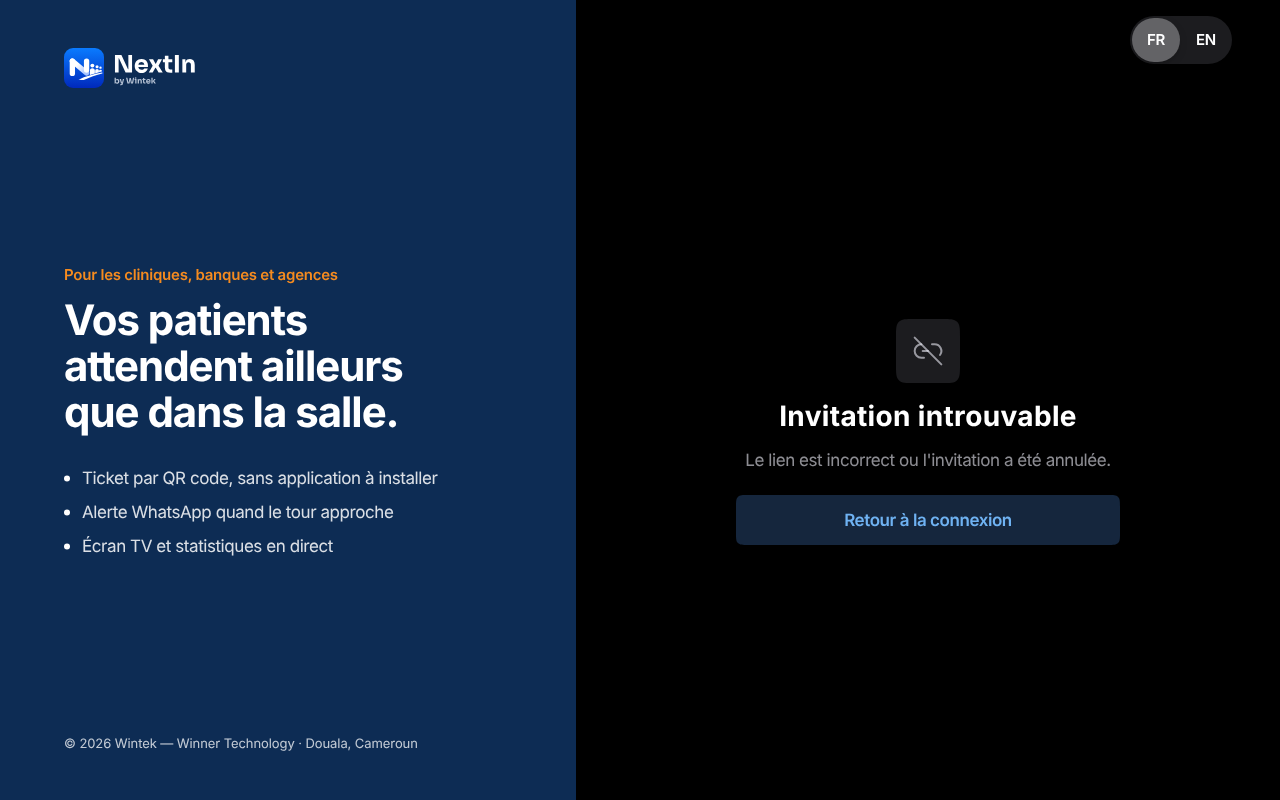 NextIn
by Wintek
FR
EN
Pour les cliniques, banques et agences
Vos patients
attendent ailleurs
que dans la salle.
• Ticket par QR code, sans application à installer
• Alerte WhatsApp quand le tour approche
• Écran TV et statistiques en direct
© 2026 Wintek — Winner Technology · Douala, Cameroun
Invitation introuvable
Le lien est incorrect ou l'invitation a été annulée.
Retour à la connexion